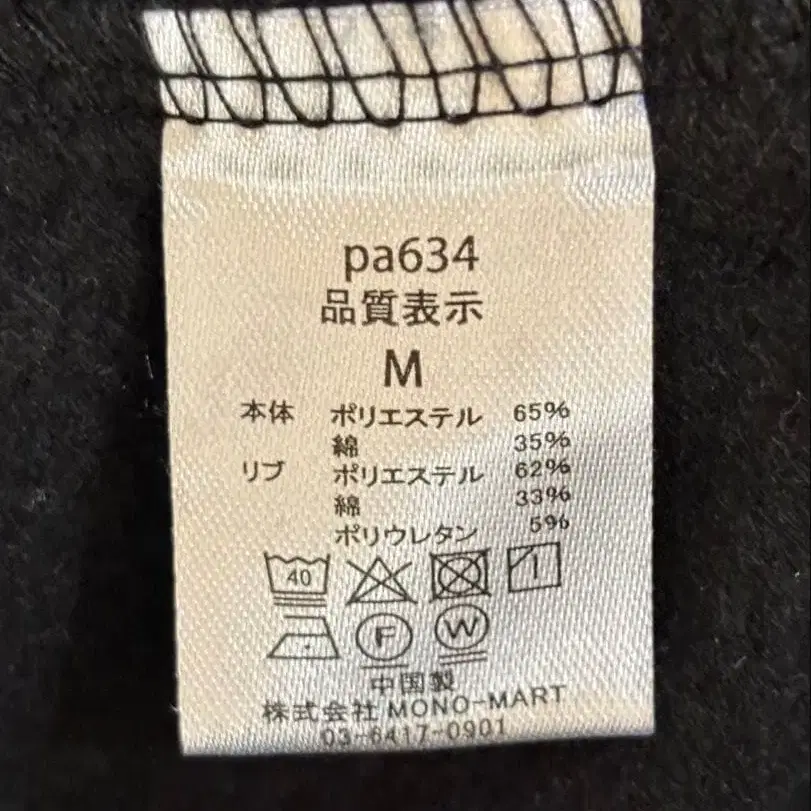 pa634
品質表示
M
本体 ポリエステル 65%
綿 35%
リブ ポリエステル 62%
綿 33%
ポリウレタン 5%
40
F W
中国製
株式会社 MONO-MART
03-6417-0901